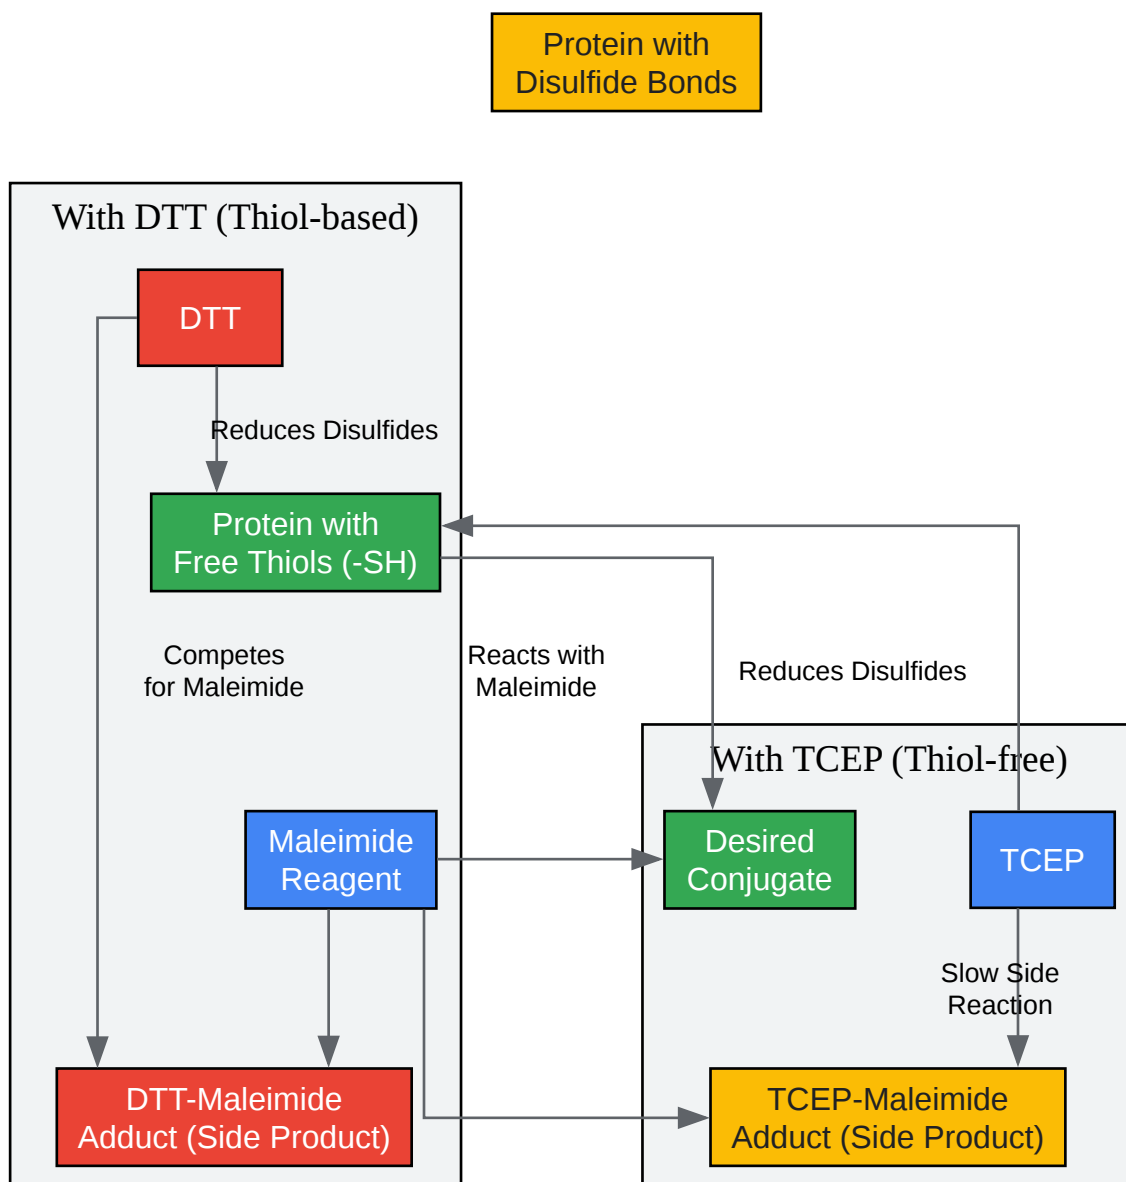 Protein with
Disulfide Bonds
With DTT (Thiol-based)
DTT
Reduces Disulfides
Protein with
Free Thiols (-SH)
Competes
for Maleimide
Reacts with
Maleimide
Reduces Disulfides
With TCEP (Thiol-free)
Maleimide
Reagent
Desired
Conjugate
TCEP
Slow Side
Reaction
DTT-Maleimide
Adduct (Side Product)
TCEP-Maleimide
Adduct (Side Product)